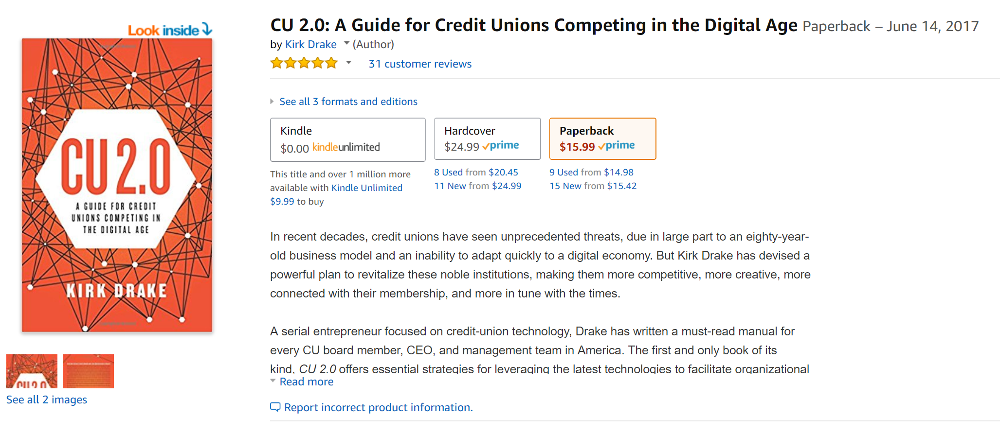 Look inside
CU 2.0
A GUIDE FOR CREDIT
UNIONS COMPETING IN
THE DIGITAL AGE
KIRK DRAKE
CU 2.0
See all 2 images
CU 2.0: A Guide for Credit Unions Competing in the Digital Age Paperback – June 14, 2017
by Kirk Drake (Author)
31 customer reviews
See all 3 formats and editions
Kindle
$0.00 kindleunlimited
This title and over 1 million more
available with Kindle Unlimited
$9.99 to buy
Hardcover
$24.99 prime
8 Used from $20.45
11 New from $24.99
Paperback
$15.99 prime
9 Used from $14.98
15 New from $15.42
In recent decades, credit unions have seen unprecedented threats, due in large part to an eighty-year-
old business model and an inability to adapt quickly to a digital economy. But Kirk Drake has devised a
powerful plan to revitalize these noble institutions, making them more competitive, more creative, more
connected with their membership, and more in tune with the times.
A serial entrepreneur focused on credit-union technology, Drake has written a must-read manual for
every CU board member, CEO, and management team in America. The first and only book of its
kind, CU 2.0 offers essential strategies for leveraging the latest technologies to facilitate organizational
Read more
Report incorrect product information.